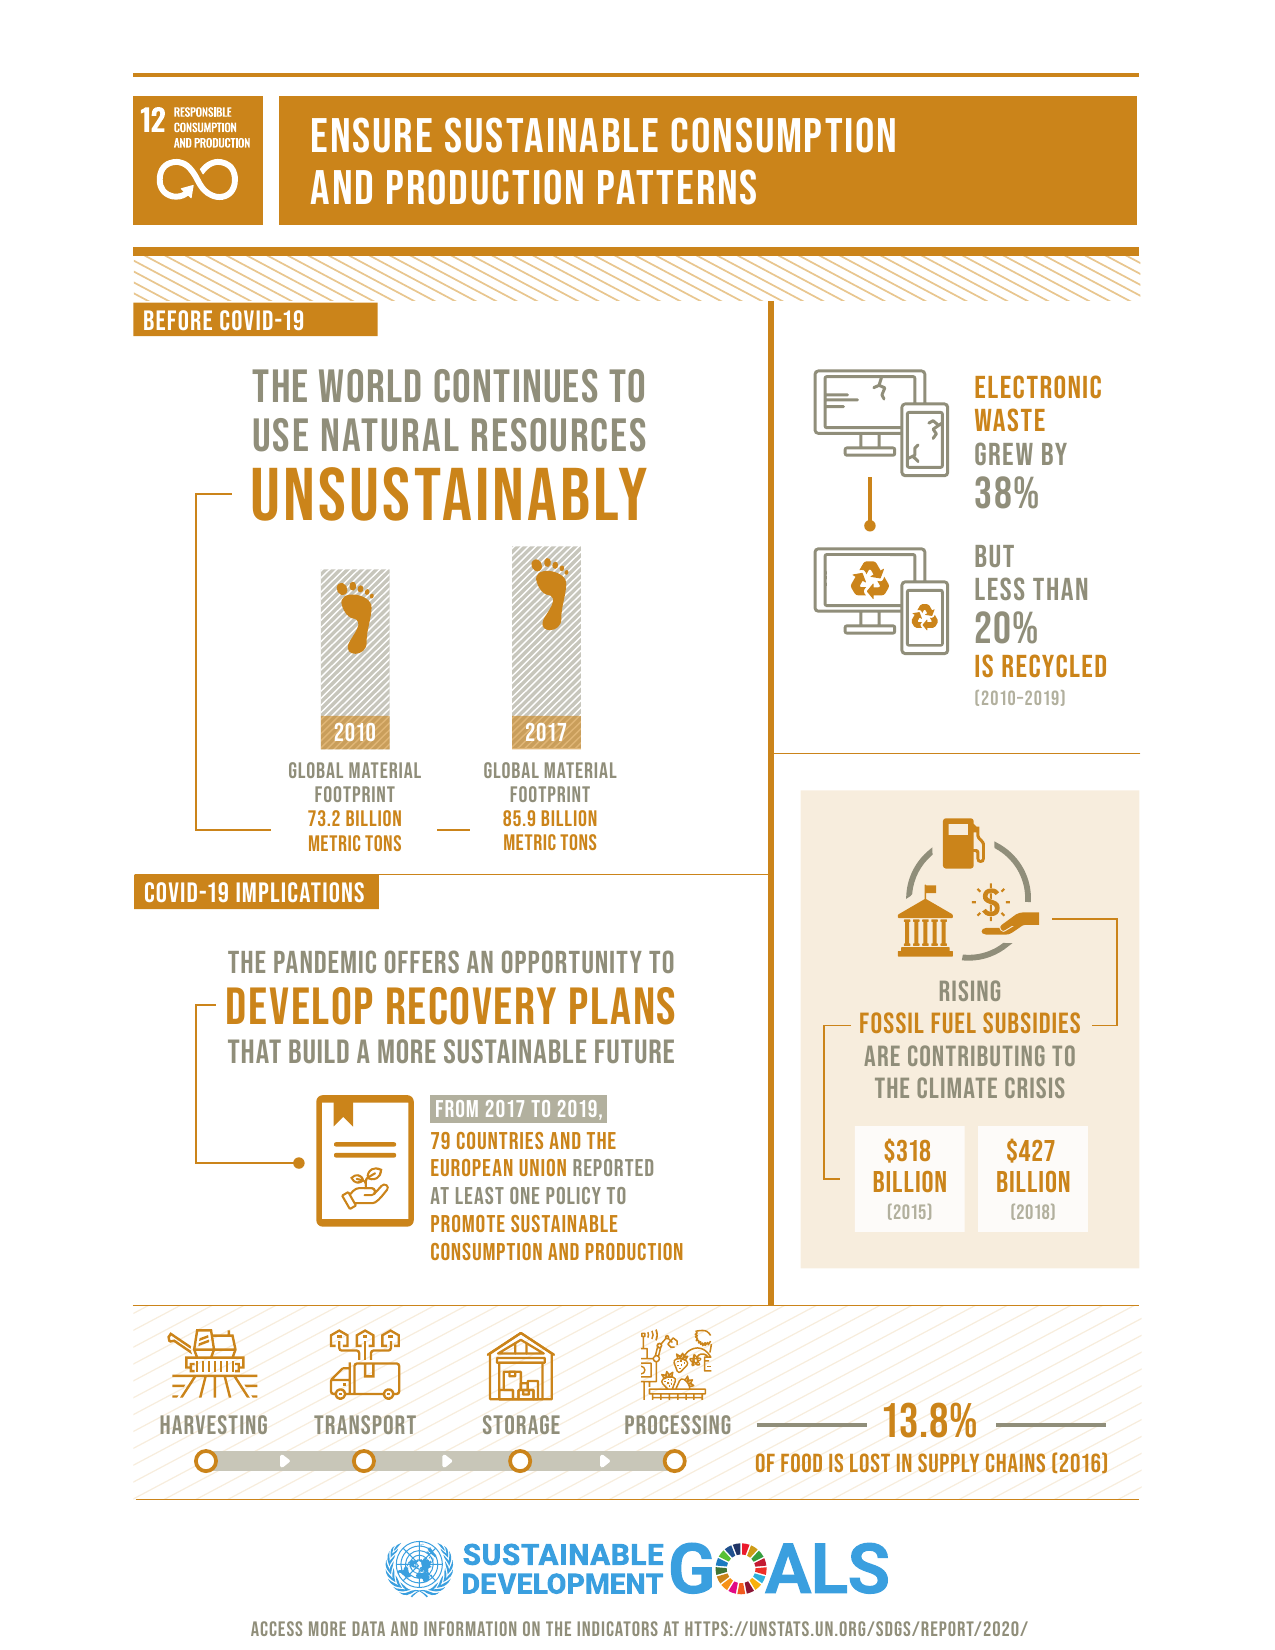 12 RESPONSIBLE
CONSUMPTION
AND PRODUCTION
ENSURE SUSTAINABLE CONSUMPTION
AND PRODUCTION PATTERNS
BEFORE COVID-19
THE WORLD CONTINUES TO
USE NATURAL RESOURCES
UNSUSTAINABLY
2010
GLOBAL MATERIAL
FOOTPRINT
73.2 BILLION
METRIC TONS
2017
GLOBAL MATERIAL
FOOTPRINT
85.9 BILLION
METRIC TONS
ELECTRONIC
WASTE
GREW BY
38%
BUT
LESS THAN
20%
IS RECYCLED
(2010-2019)
COVID-19 IMPLICATIONS
THE PANDEMIC OFFERS AN OPPORTUNITY TO
DEVELOP RECOVERY PLANS
THAT BUILD A MORE SUSTAINABLE FUTURE
FROM 2017 TO 2019,
79 COUNTRIES AND THE
EUROPEAN UNION REPORTED
AT LEAST ONE POLICY TO
PROMOTE SUSTAINABLE
CONSUMPTION AND PRODUCTION
$
RISING
FOSSIL FUEL SUBSIDIES
ARE CONTRIBUTING TO
THE CLIMATE CRISIS
$318
BILLION
(2015)
$427
BILLION
(2018)
HARVESTING
TRANSPORT
STORAGE
PROCESSING
13.8%
OF FOOD IS LOST IN SUPPLY CHAINS (2016)
SUSTAINABLE
DEVELOPMENT
GOALS
ACCESS MORE DATA AND INFORMATION ON THE INDICATORS AT HTTPS://UNSTATS.UN.ORG/SDGS/REPORT/2020/